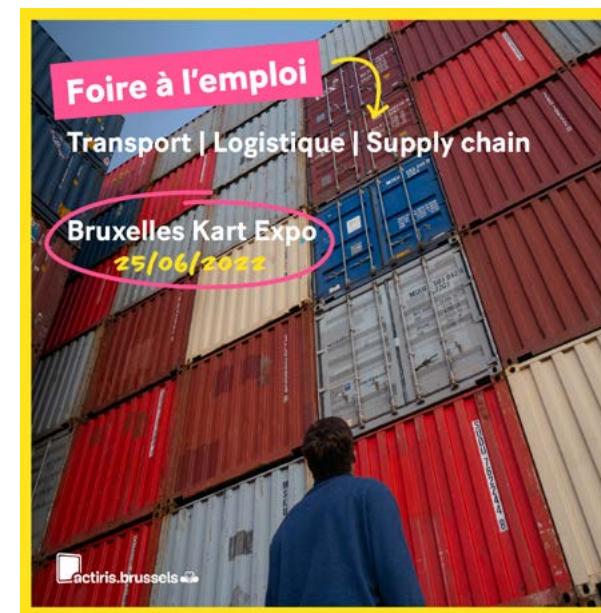 Foire à l'emploi
Transport | Logistique | Supply chain
Bruxelles Kart Expo
25/06/2022
actiris.brussels